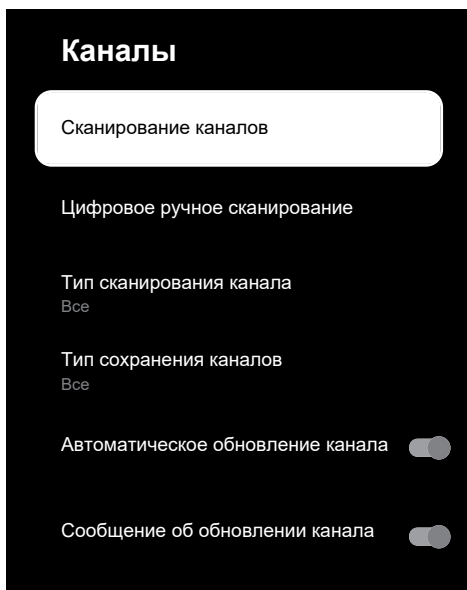 Каналы
Сканирование каналов
Цифровое ручное сканирование
Тип сканирования канала
Все
Тип сохранения каналов
Все
Автоматическое обновление канала
Сообщение об обновлении канала